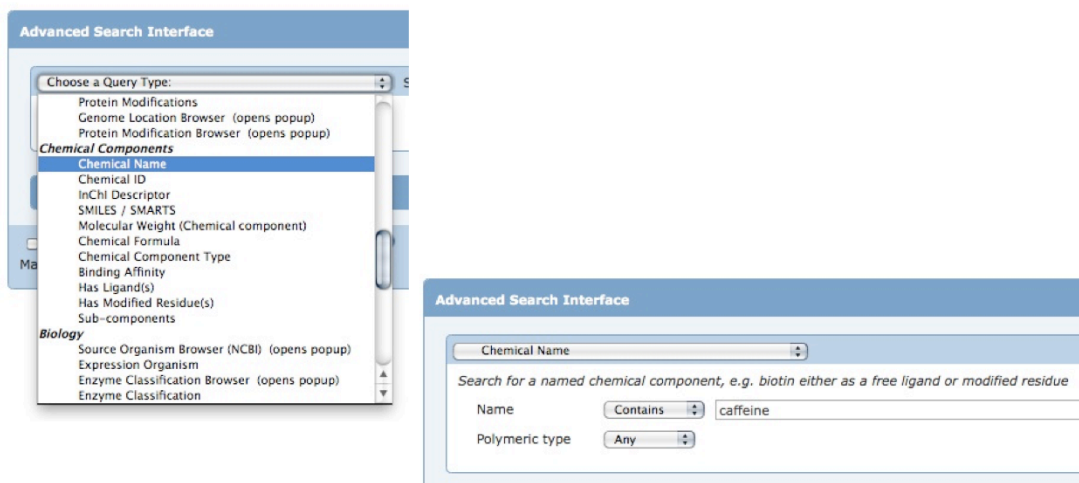 Advanced Search Interface
Choose a Query Type:
Protein Modifications
Genome Location Browser (opens popup)
Protein Modification Browser (opens popup)
Chemical Components
Chemical Name
Chemical ID
InChI Descriptor
SMILES / SMARTS
Molecular Weight (Chemical component)
Chemical Formula
Chemical Component Type
Binding Affinity
Has Ligand(s)
Has Modified Residue(s)
Sub-components
Biology
Source Organism Browser (NCBI) (opens popup)
Expression Organism
Enzyme Classification Browser (opens popup)
Enzyme Classification
Ma
Advanced Search Interface
Chemical Name
Search for a named chemical component, e.g. biotin either as a free ligand or modified residue
Name Contains caffeine
Polymeric type Any